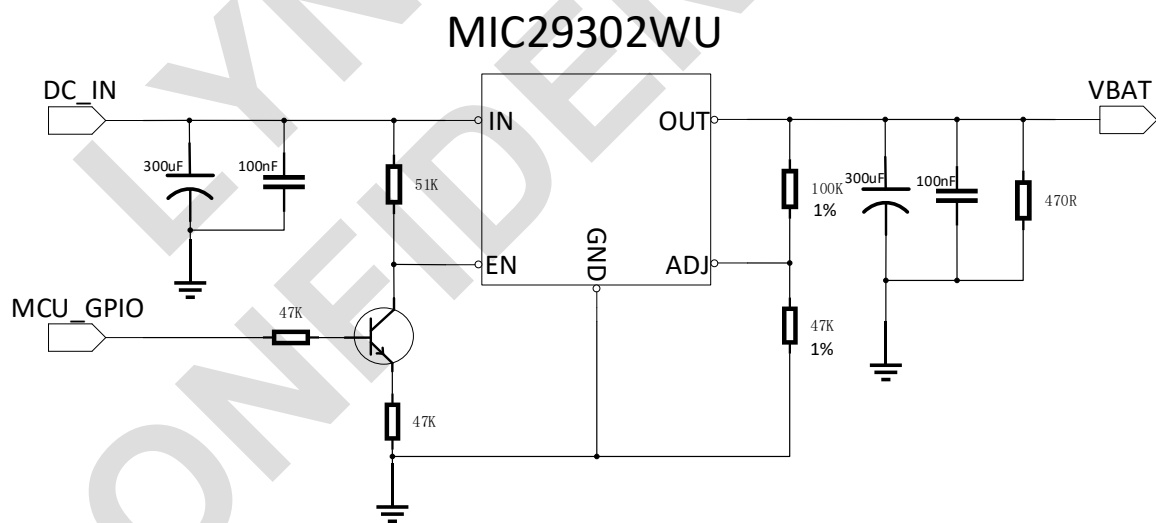 MIC29302WU
DC_IN
VBAT
IN
OUT
300uF
100nF
51K
100K
1%
300uF
100nF
470R
EN
GND
ADJ
MCU_GPIO
47K
47K
1%
47K